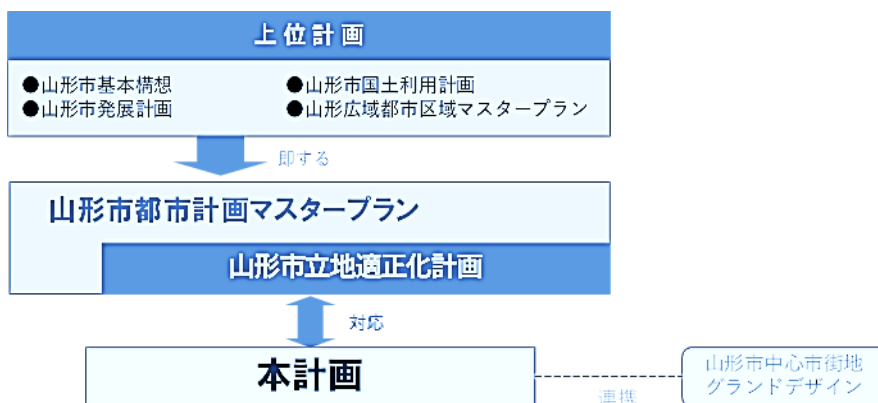 上位計画
●山形市基本構想 ●山形市国土利用計画
●山形市発展計画 ●山形広域都市区域マスタープラン
即する
山形市都市計画マスタープラン
山形市立地適正化計画
対応
本計画
山形市中心市街地
グランドデザイン
連携